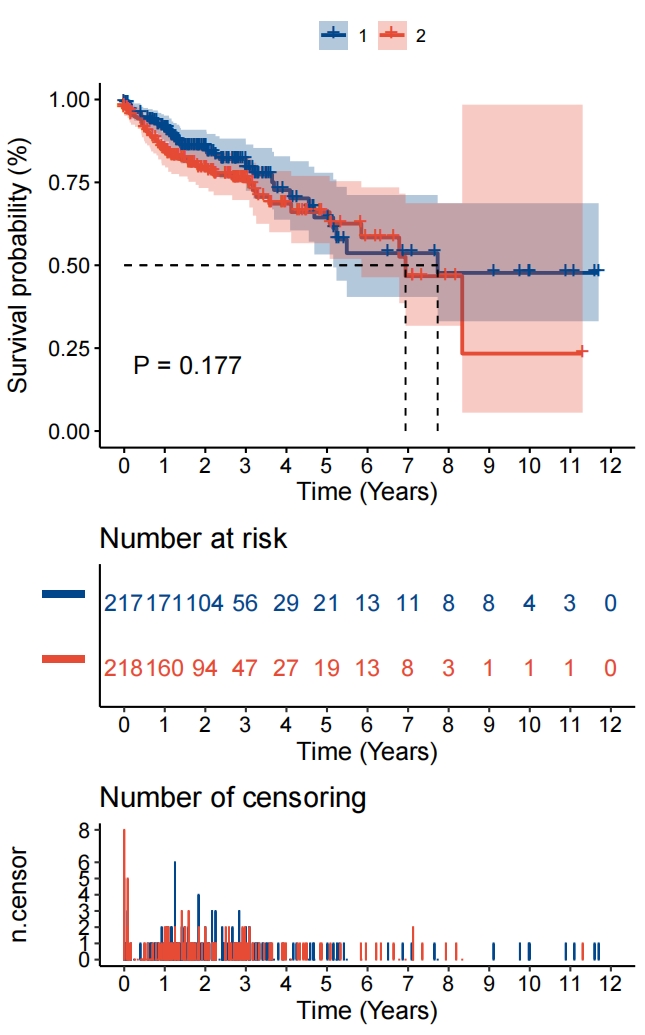 1 2
Survival probability (%)
1.00
0.75
0.50
0.25
0.00
P = 0.177
0 1 2 3 4 5 6 7 8 9 10 11 12
Time (Years)
Number at risk
217 171 104 56 29 21 13 11 8 8 4 3 0
218 160 94 47 27 19 13 8 3 1 1 1 0
0 1 2 3 4 5 6 7 8 9 10 11 12
Time (Years)
Number of censoring
n.censor
8
6
5
4
3
2
1
0
0 1 2 3 4 5 6 7 8 9 10 11 12
Time (Years)